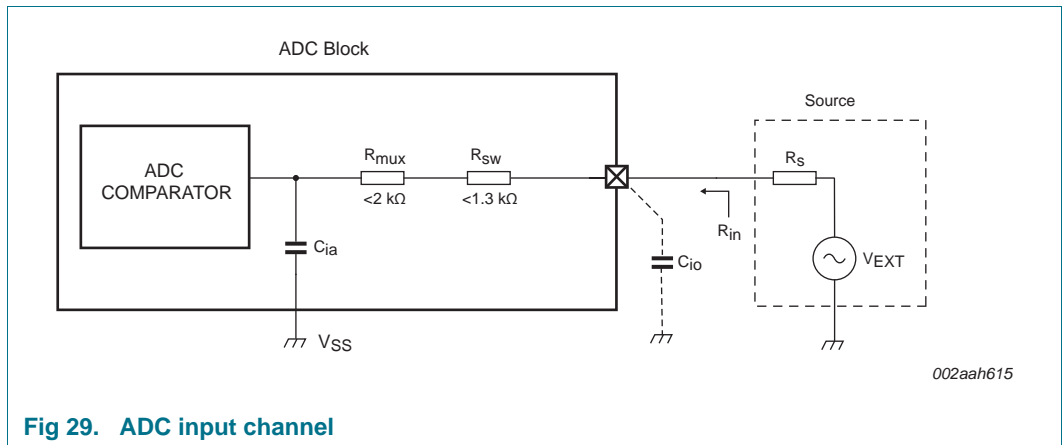 ADC Block
Source
ADC
COMPARATOR
Rmux
<2 kΩ
Rsw
<1.3 kΩ
Rs
Rin
Cia
Cio
VEXT
VSS
002aah615
Fig 29. ADC input channel